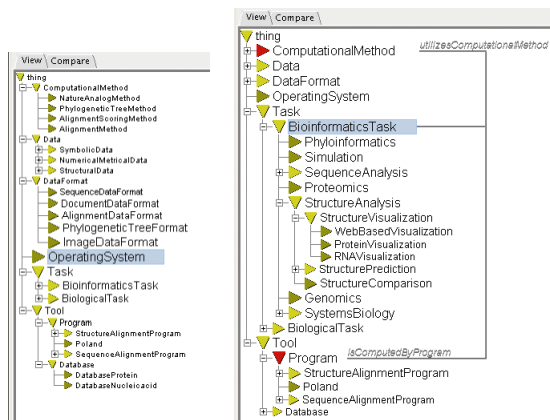 View Compare
thing
ComputationalMethod
NatureAnalogMethod
PhylogeneticTreeMethod
AlignmentScoringMethod
AlignmentMethod
Data
SymbolicData
NumericalMetricalData
StructuralData
DataFormat
SequenceDataFormat
DocumentDataFormat
AlignmentDataFormat
PhylogeneticTreeFormat
ImageDataFormat
OperatingSystem
Task
BioinformaticsTask
BiologicalTask
Tool
Program
StructureAlignmentProgram
Poland
SequenceAlignmentProgram
Database
DatabaseProtein
DatabaseNucleicacid
View Compare
thing
utilizesComputationalMethod
ComputationalMethod
Data
DataFormat
OperatingSystem
Task
BioinformaticsTask
Phyloinformatics
Simulation
SequenceAnalysis
Proteomics
StructureAnalysis
StructureVisualization
WebBasedVisualization
ProteinVisualization
RNAVisualization
StructurePrediction
StructureComparison
Genomics
SystemsBiology
BiologicalTask
Tool
isComputedByProgram
Program
StructureAlignmentProgram
Poland
SequenceAlignmentProgram
Database